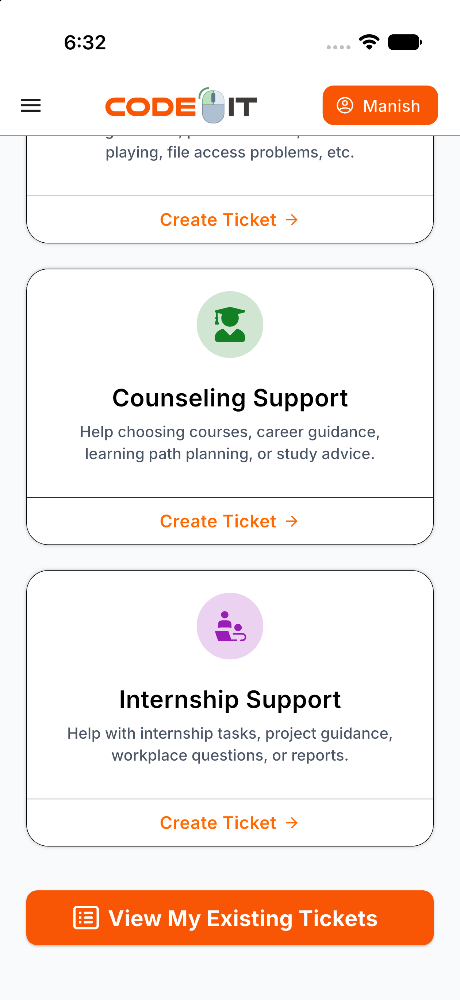 6:32
CODE IT
Manish
playing, file access problems, etc.
Create Ticket →
Counseling Support
Help choosing courses, career guidance,
learning path planning, or study advice.
Create Ticket →
Internship Support
Help with internship tasks, project guidance,
workplace questions, or reports.
Create Ticket →
View My Existing Tickets